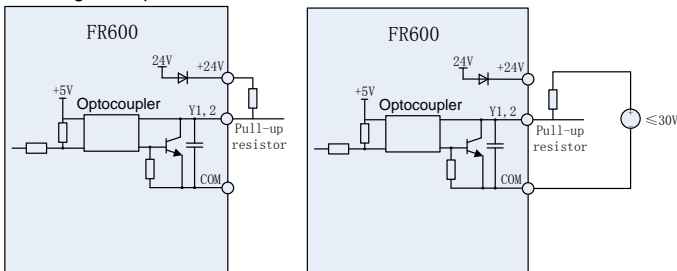 FR600
24V
+24V
+5V
Optocoupler
Y1,2
Pull-up
resistor
COM
FR600
24V
+24V
+5V
Optocoupler
Y1,2
Pull-up
resistor
≤30V
COM